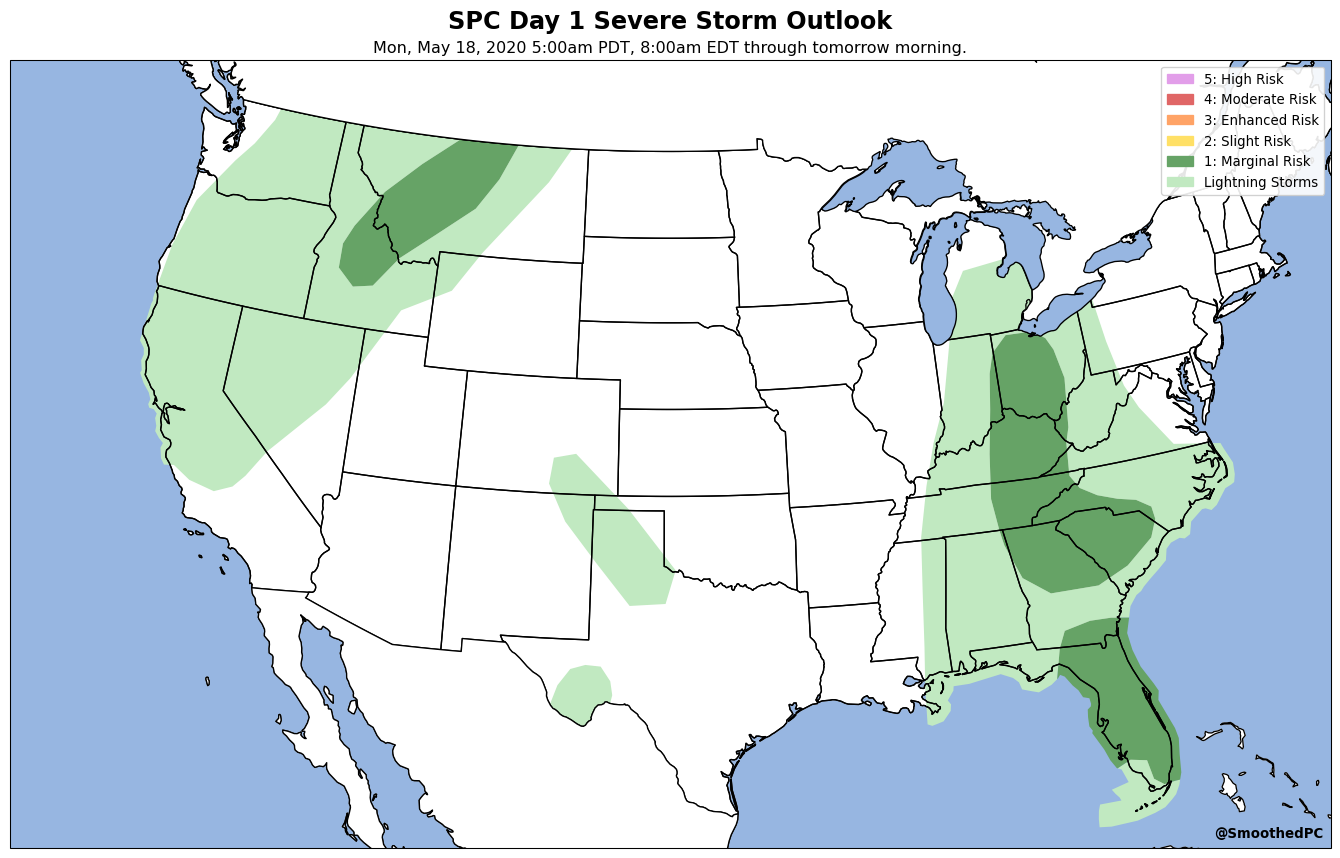 SPC Day 1 Severe Storm Outlook
Mon, May 18, 2020 5:00am PDT, 8:00am EDT through tomorrow morning.
5: High Risk
4: Moderate Risk
3: Enhanced Risk
2: Slight Risk
1: Marginal Risk
Lightning Storms
@SmoothedPC